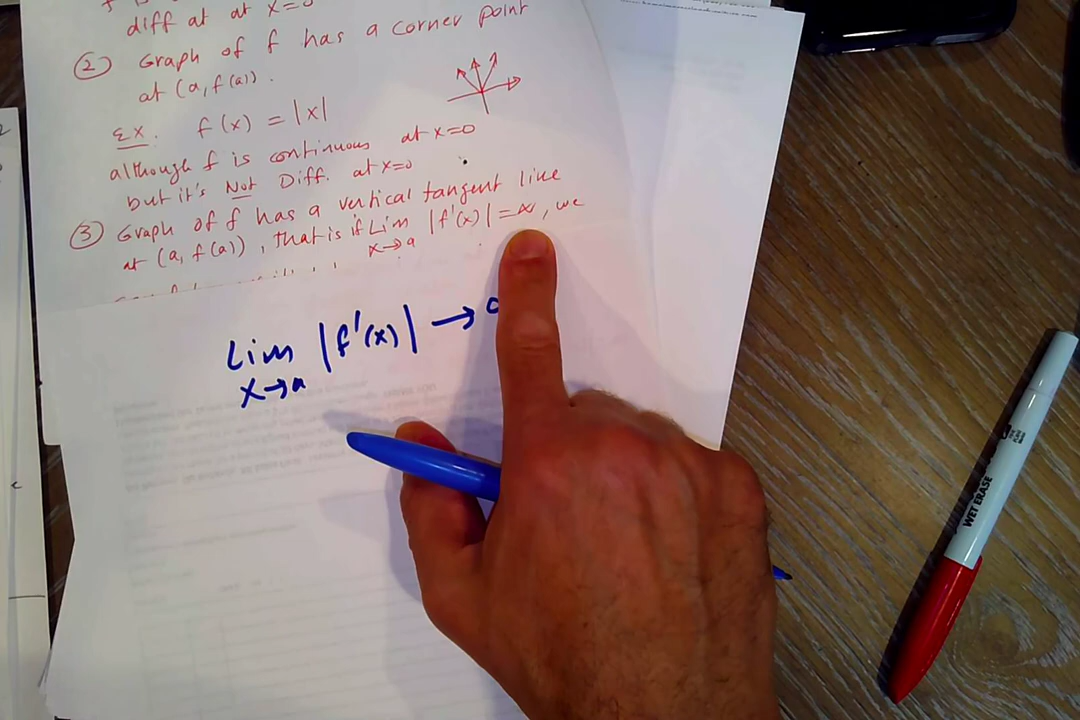 diff at at x=0
② Graph of f has a corner point
at (a, f(a)).
Ex. f(x) = |x|
although f is continuous at x=0
but it's Not Diff. at x=0
③ Graph of f has a vertical tangent line
at (a, f(a)), that is if Lim |f'(x)| = ∞, we
x→a
Lim |f'(x)| →
x→a
WET ERASE